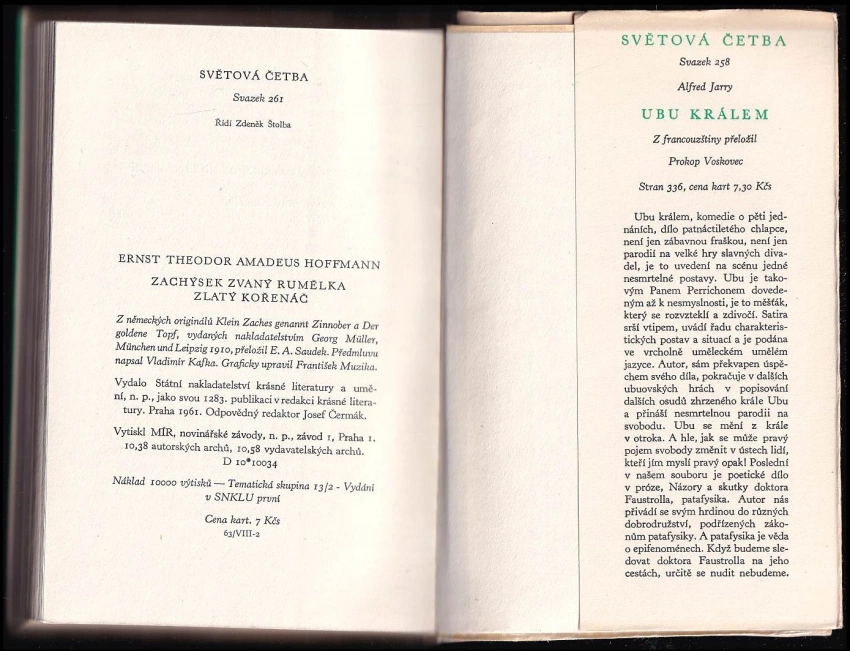 SVĚTOVÁ ČETBA
Svazek 261
Řídí Zdeněk Štolba
ERNST THEODOR AMADEUS HOFFMANN
ZACHÝSEK ZVANÝ RUMĚLKA
ZLATÝ KOŘENÁČ
Z německých originálů Klein Zaches genannt Zinnober a Der
goldene Topf, vydaných nakladatelstvím Georg Müller,
München und Leipzig 1910, přeložil E. A. Saudek. Předmluvu
napsal Vladimír Kafka. Graficky upravil František Muzika.
Vydalo Státní nakladatelství krásné literatury a umě-
ní, n. p., jako svou 1283. publikaci v redakci krásné litera-
tury. Praha 1961. Odpovědný redaktor Josef Čermák.
Vytiskl MÍR, novinářské závody, n. p., závod 1, Praha 1.
10,38 autorských archů, 10,58 vydavatelských archů.
D 10*10034
Náklad 10000 výtisků — Tematická skupina 13/2 - Vydání
v SNKLU první
Cena kart. 7 Kčs
63/VIII-2
SVĚTOVÁ ČETBA
Svazek 258
Alfred Jarry
UBU KRÁLEM
Z francouzštiny přeložil
Prokop Voskovec
Stran 336, cena kart 7,30 Kčs
Ubu králem, komedie o pěti jed-
náních, dílo patnáctiletého chlapce,
není jen zábavnou fraškou, není jen
parodií na velké hry slavných diva-
del, je to uvedení na scénu jedné
nesmrtelné postavy. Ubu je tako-
vým Panem Perrichonem dovede-
ným až k nesmyslnosti, je to měšťák,
který se rozvzteklí a zdivočí. Satira
srší vtipem, uvádí řadu charakteris-
tických postav a situací a je podána
ve vrcholně uměleckém umělém
jazyce. Autor, sám překvapen úspě-
chem svého díla, pokračuje v dalších
ubuovských hrách v popisování
dalších osudů zhrzeného krále Ubu
a přináší nesmrtelnou parodii na
svobodu. Ubu se mění z krále
v otroka. A hle, jak se může pravý
pojem svobody změnit v ústech lidí,
kteří jím myslí pravý opak! Poslední
v našem souboru je poetické dílo
v próze, Názory a skutky doktora
Faustrolla, patafysika. Autor nás
přivádí se svým hrdinou do různých
dobrodružství, podřízených záko-
nům patafysiky. A patafysika je věda
o epifenoménech. Když budeme sle-
dovat doktora Faustrolla na jeho
cestách, určitě se nudit nebudeme.